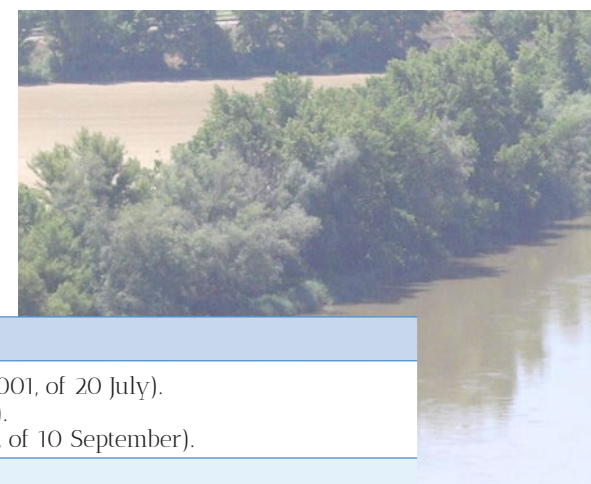 001, of 20 July).
).
, of 10 September).